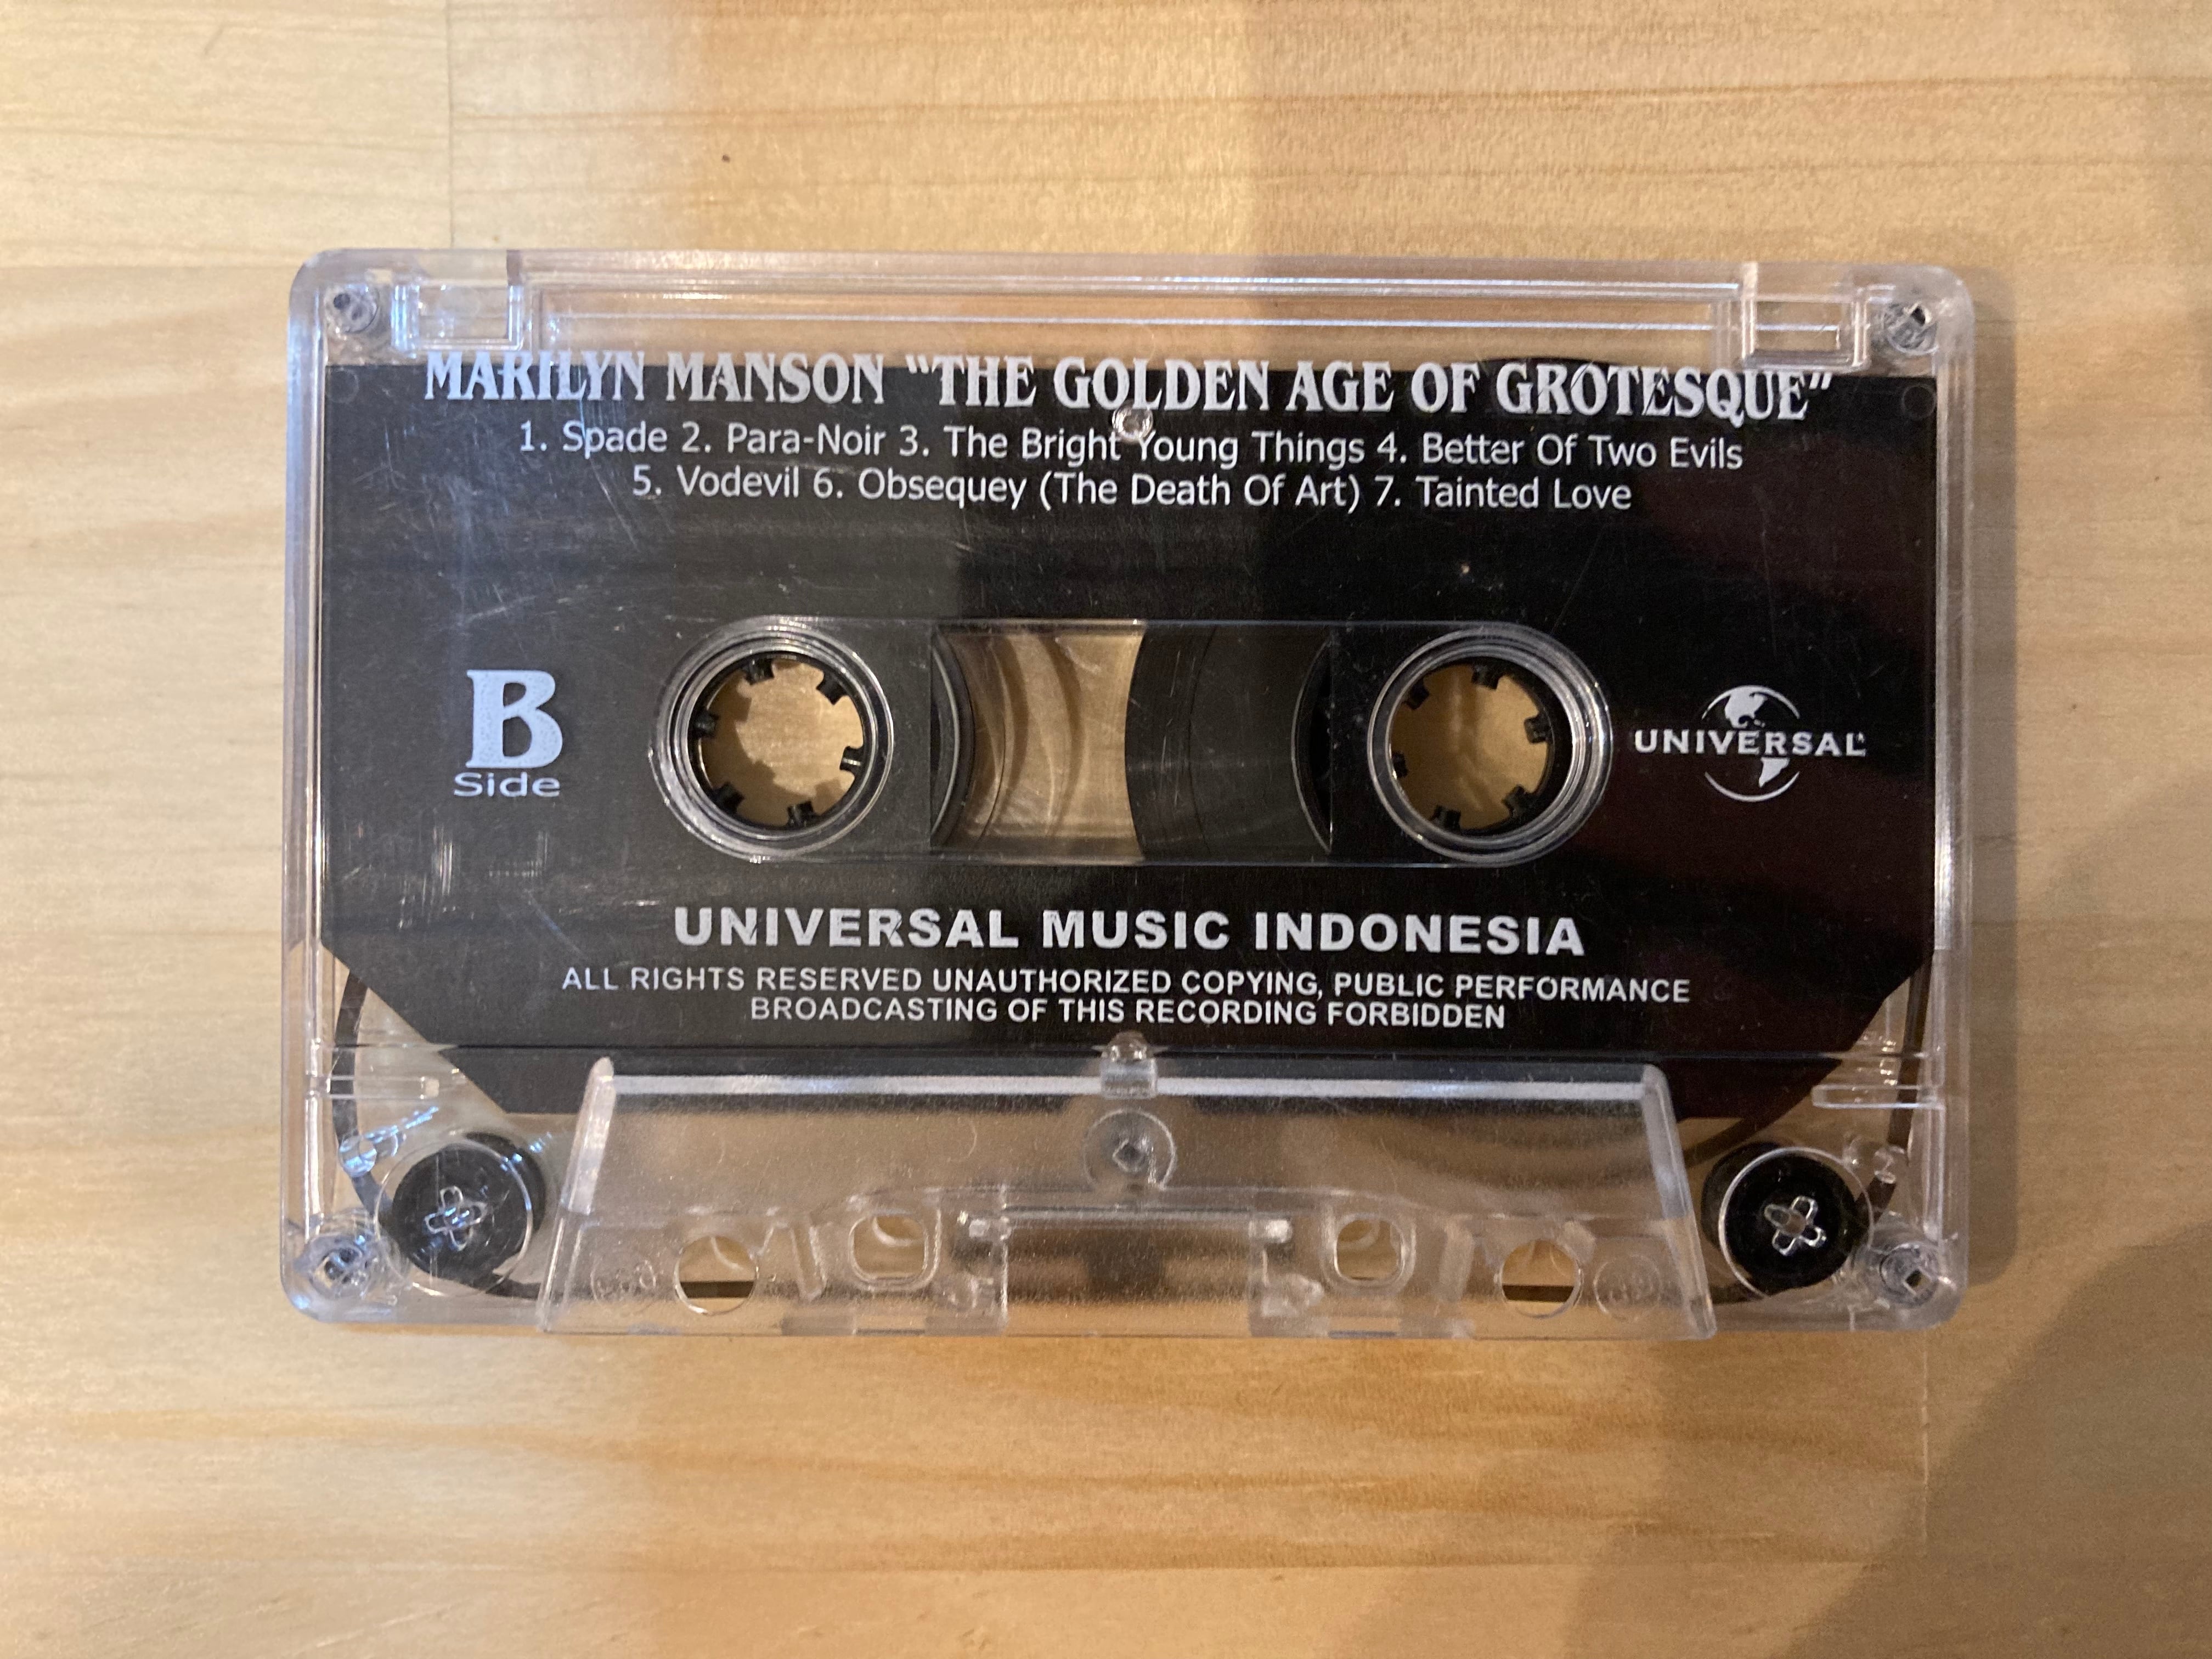 MARILYN MANSON “THE GOLDEN AGE OF GROTESQUE”
1. Spade 2. Para-Noir 3. The Bright Young Things 4. Better Of Two Evils
5. Vodevil 6. Obsequey (The Death Of Art) 7. Tainted Love
B
Side
UNIVERSAL
UNIVERSAL MUSIC INDONESIA
ALL RIGHTS RESERVED UNAUTHORIZED COPYING, PUBLIC PERFORMANCE
BROADCASTING OF THIS RECORDING FORBIDDEN